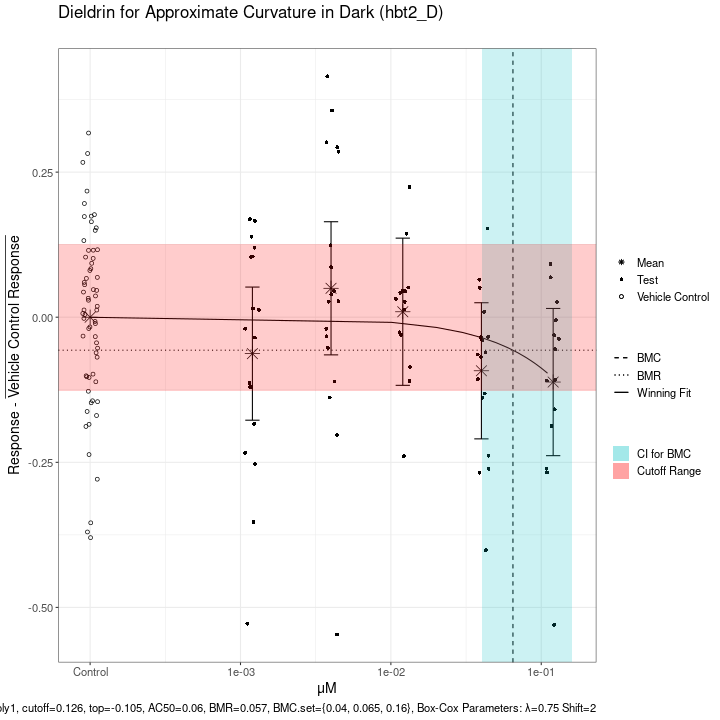 Dieldrin for Approximate Curvature in Dark (hbt2_D)
Response - Vehicle Control Response
0.25
0.00
-0.25
-0.50
Control
1e-03
1e-02
1e-01
μM
Mean
Test
Vehicle Control
BMC
BMR
Winning Fit
CI for BMC
Cutoff Range
cutoff=0.126, top=-0.105, AC50=0.06, BMR=0.057, BMC.set={0.04, 0.065, 0.16}, Box-Cox Parameters: λ=0.75 Shift=2